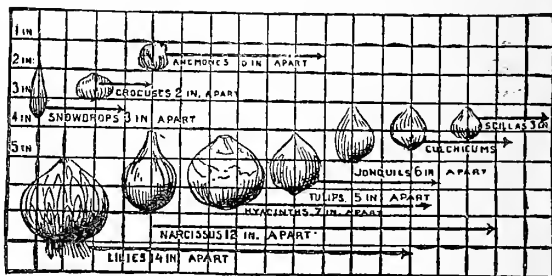 1 IN
2 IN.
ANEMONES 6 IN APART
3 IN
CROCUSES 2 IN. APART
4 IN
SNOWDROPS 3 IN APART
SCILLAS 3 IN
CULCHICUMS
5 IN
JONQUILS 6 IN APART
TULIPS. 5 IN APART
HYACINTHS. 7 IN. APART
NARCISSUS 12 IN. APART
LILIES 14 IN. APART